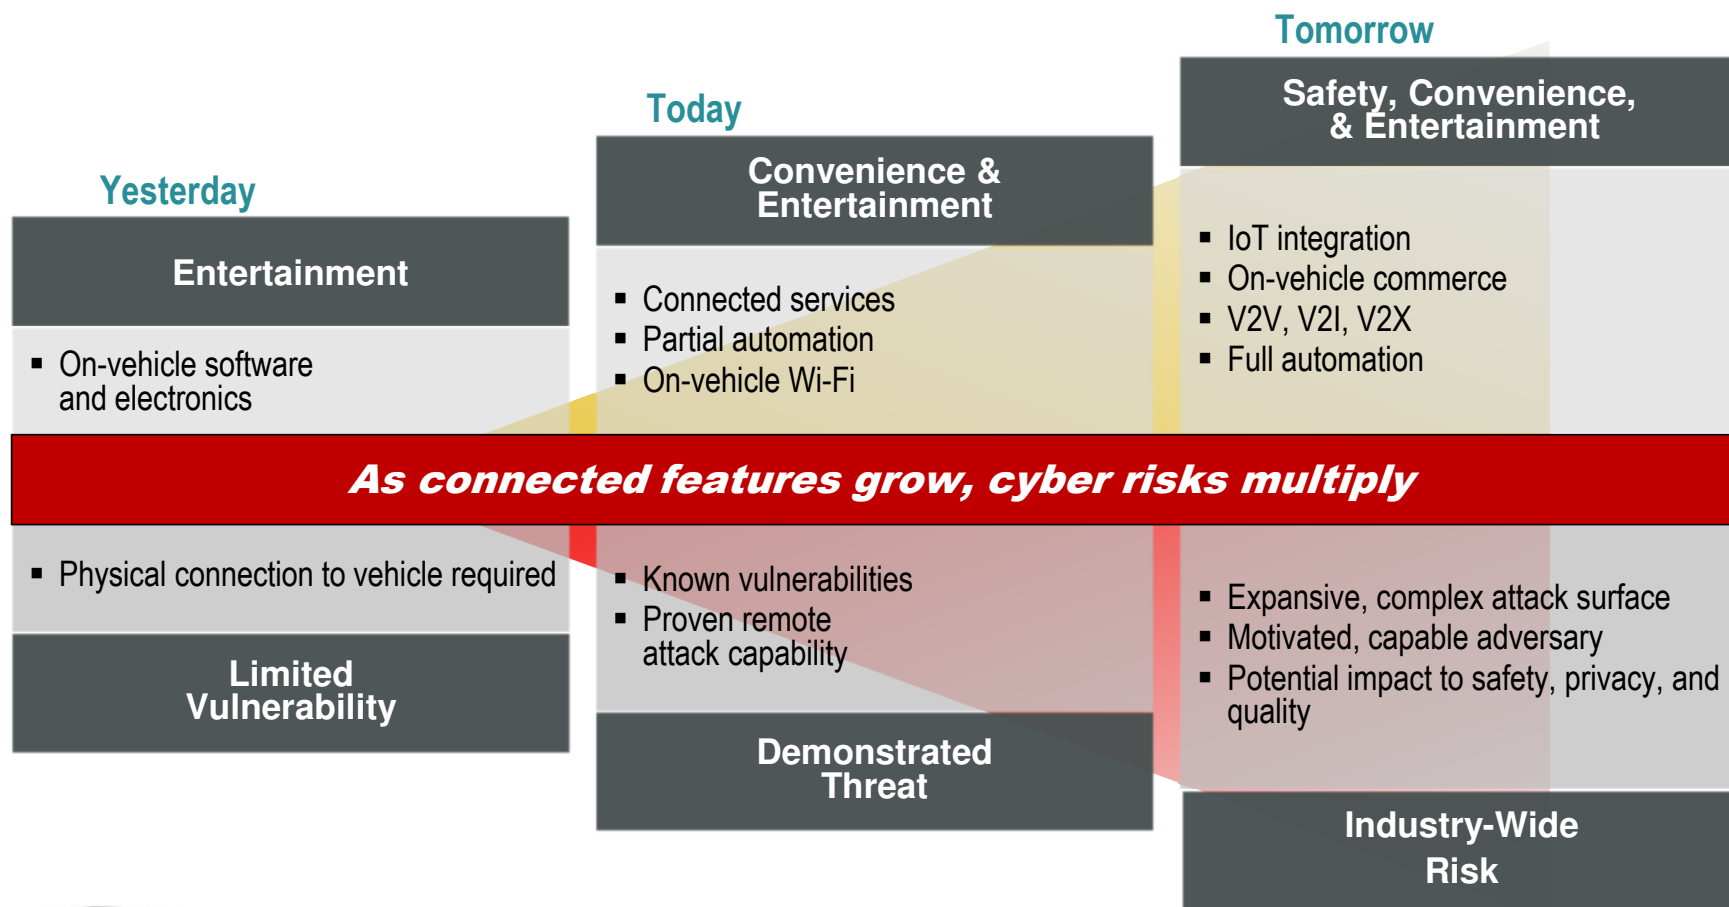 Yesterday
Entertainment
▪ On-vehicle software
and electronics
Today
Convenience &
Entertainment
▪ Connected services
▪ Partial automation
▪ On-vehicle Wi-Fi
Tomorrow
Safety, Convenience,
& Entertainment
▪ IoT integration
▪ On-vehicle commerce
▪ V2V, V2I, V2X
▪ Full automation
As connected features grow, cyber risks multiply
▪ Physical connection to vehicle required
Limited
Vulnerability
▪ Known vulnerabilities
▪ Proven remote
attack capability
Demonstrated
Threat
▪ Expansive, complex attack surface
▪ Motivated, capable adversary
▪ Potential impact to safety, privacy, and
quality
Industry-Wide
Risk